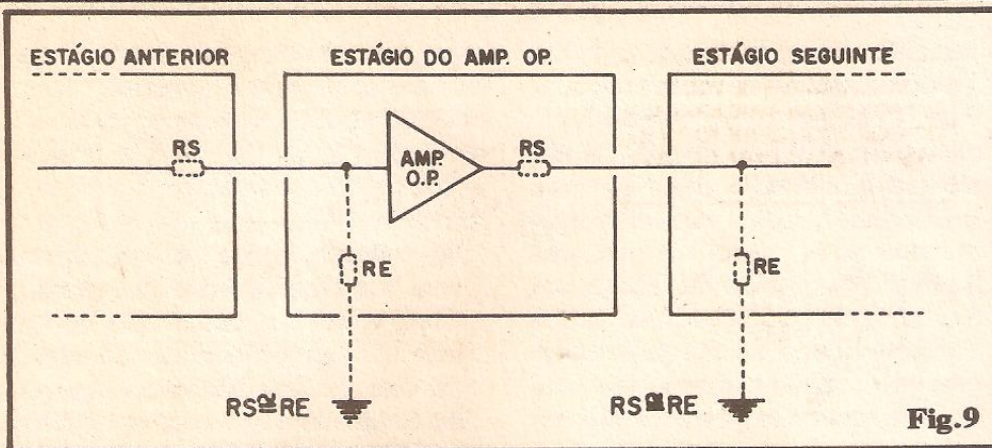 ESTÁGIO ANTERIOR
ESTÁGIO DO AMP. OP.
ESTÁGIO SEGUINTE
RS
AMP.
O.P.
RS
RE
RE
RS≅RE
RS≅RE
Fig.9